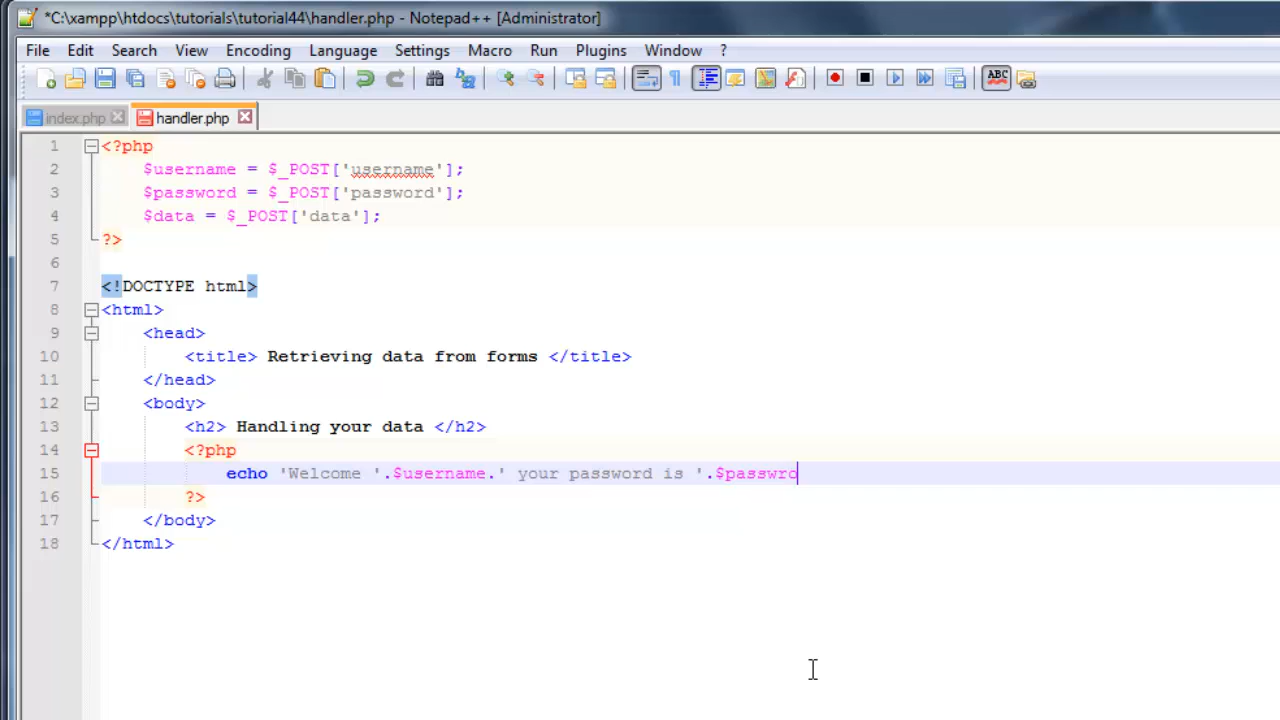 *C:\xampp\htdocs\tutorials\tutorial44\handler.php - Notepad++ [Administrator]
File Edit Search View Encoding Language Settings Macro Run Plugins Window ?
ABC
index.php handler.php
1 <?php
2 $username = $_POST['username'];
3 $password = $_POST['password'];
4 $data = $_POST['data'];
5 ?>
6
7 <!DOCTYPE html>
8 <html>
9 <head>
10 <title> Retrieving data from forms </title>
11 </head>
12 <body>
13 <h2> Handling your data </h2>
14 <?php
15 echo 'Welcome '.$username.' your password is '.$passwro
16 ?>
17 </body>
18 </html>